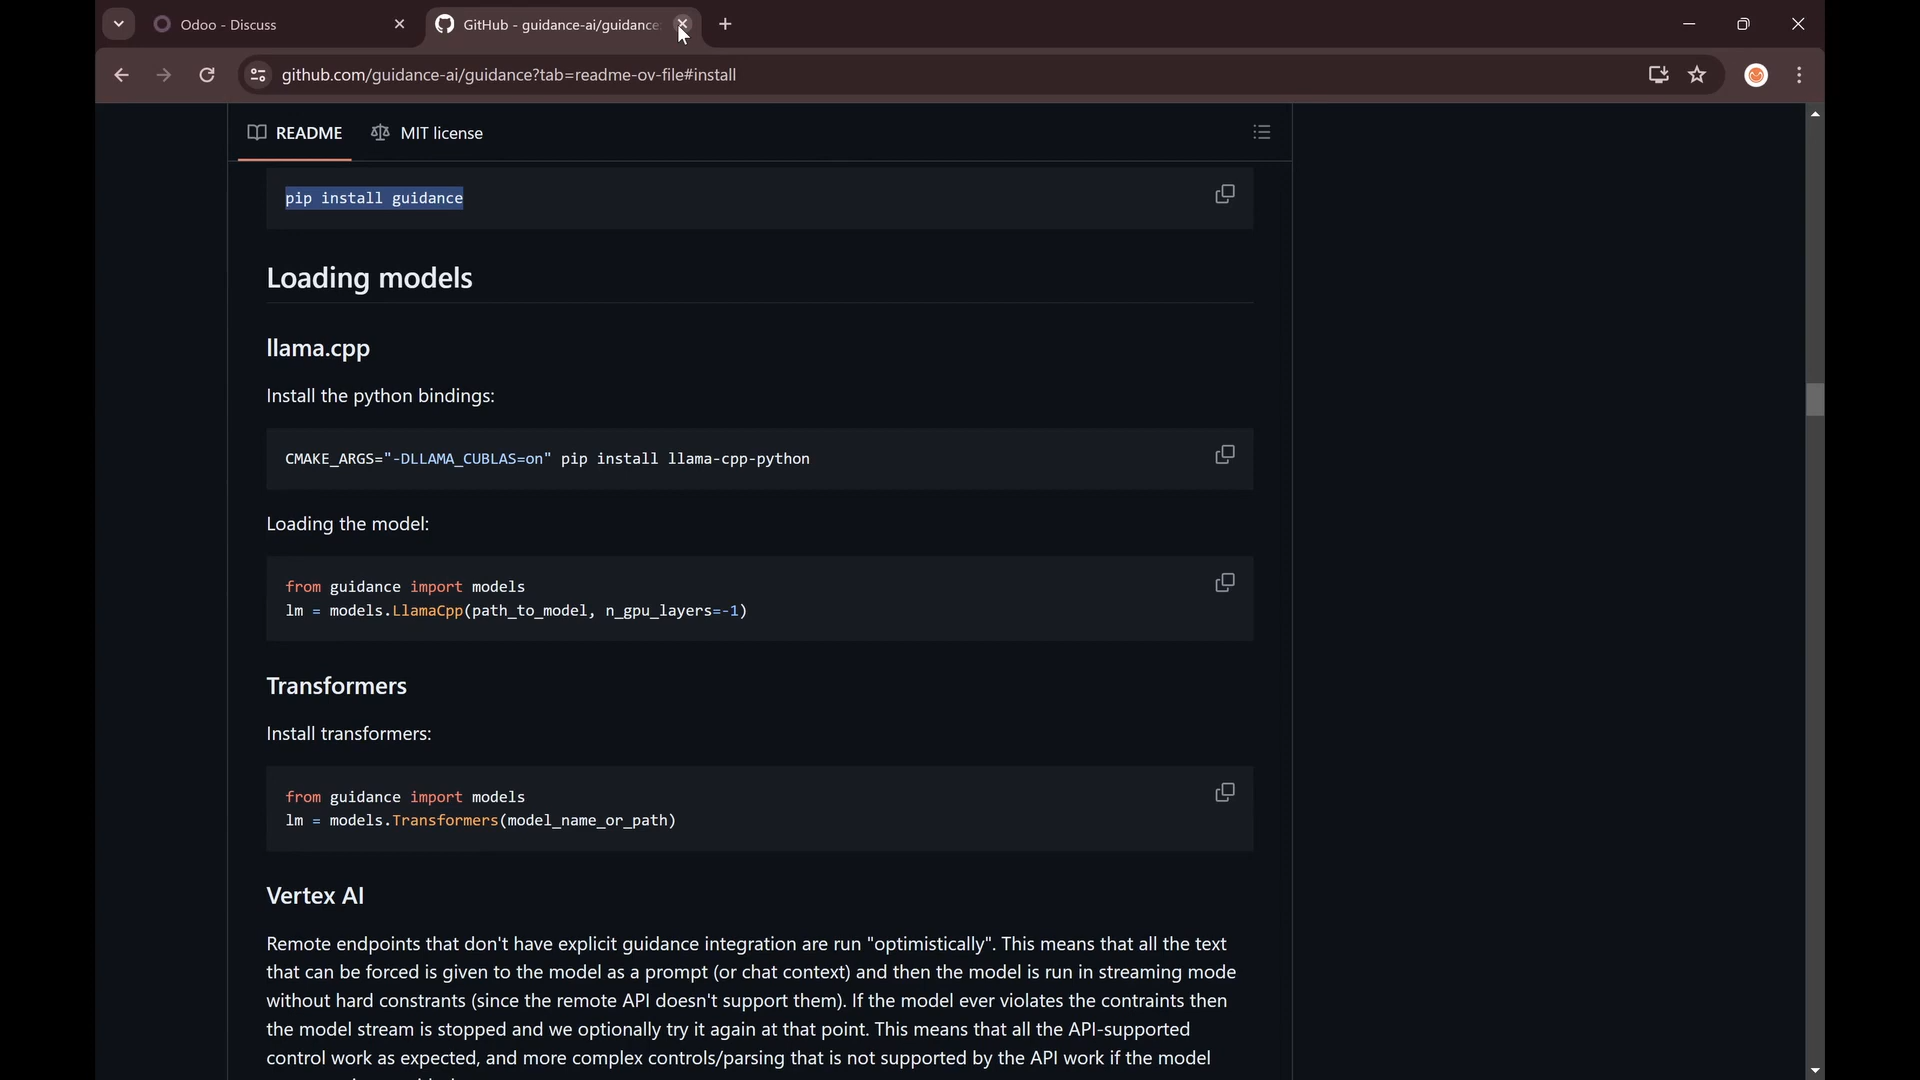 Odoo - Discuss
GitHub - guidance-ai/guidance
github.com/guidance-ai/guidance?tab=readme-ov-file#install
README
MIT license
pip install guidance
Loading models
llama.cpp
Install the python bindings:
CMAKE_ARGS="-DLLAMA_CUBLAS=on" pip install llama-cpp-python
Loading the model:
from guidance import models
lm = models.LlamaCpp(path_to_model, n_gpu_layers=-1)
Transformers
Install transformers:
from guidance import models
lm = models.Transformers(model_name_or_path)
Vertex AI
Remote endpoints that don't have explicit guidance integration are run "optimistically". This means that all the text
that can be forced is given to the model as a prompt (or chat context) and then the model is run in streaming mode
without hard constrants (since the remote API doesn't support them). If the model ever violates the contraints then
the model stream is stopped and we optionally try it again at that point. This means that all the API-supported
control work as expected, and more complex controls/parsing that is not supported by the API work if the model